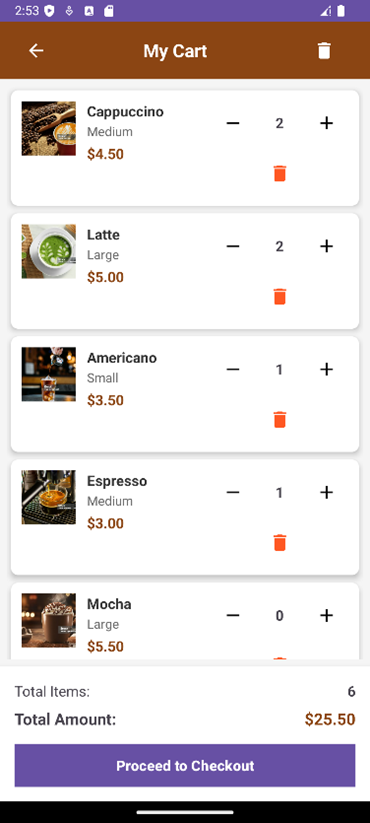 2:53
My Cart
Cappuccino
Medium
$4.50
2
Latte
Large
$5.00
2
Americano
Small
$3.50
1
Espresso
Medium
$3.00
1
Mocha
Large
$5.50
0
Total Items: 6
Total Amount: $25.50
Proceed to Checkout